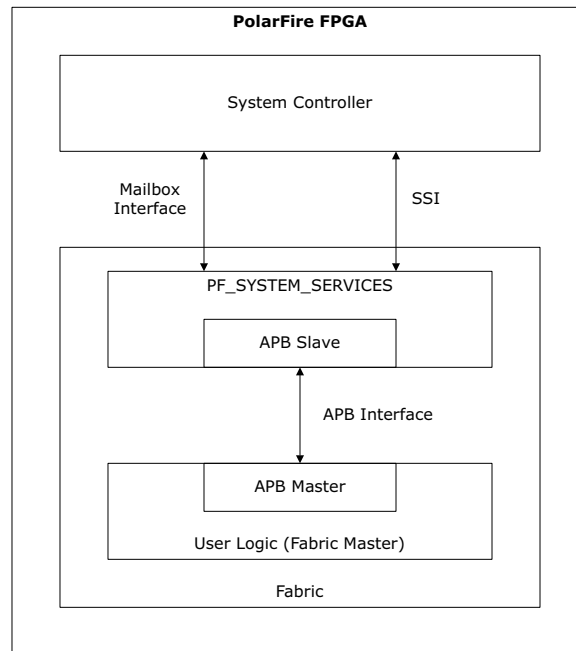 PolarFire FPGA
System Controller
Mailbox
Interface
SSI
PF_SYSTEM_SERVICES
APB Slave
APB Interface
APB Master
User Logic (Fabric Master)
Fabric